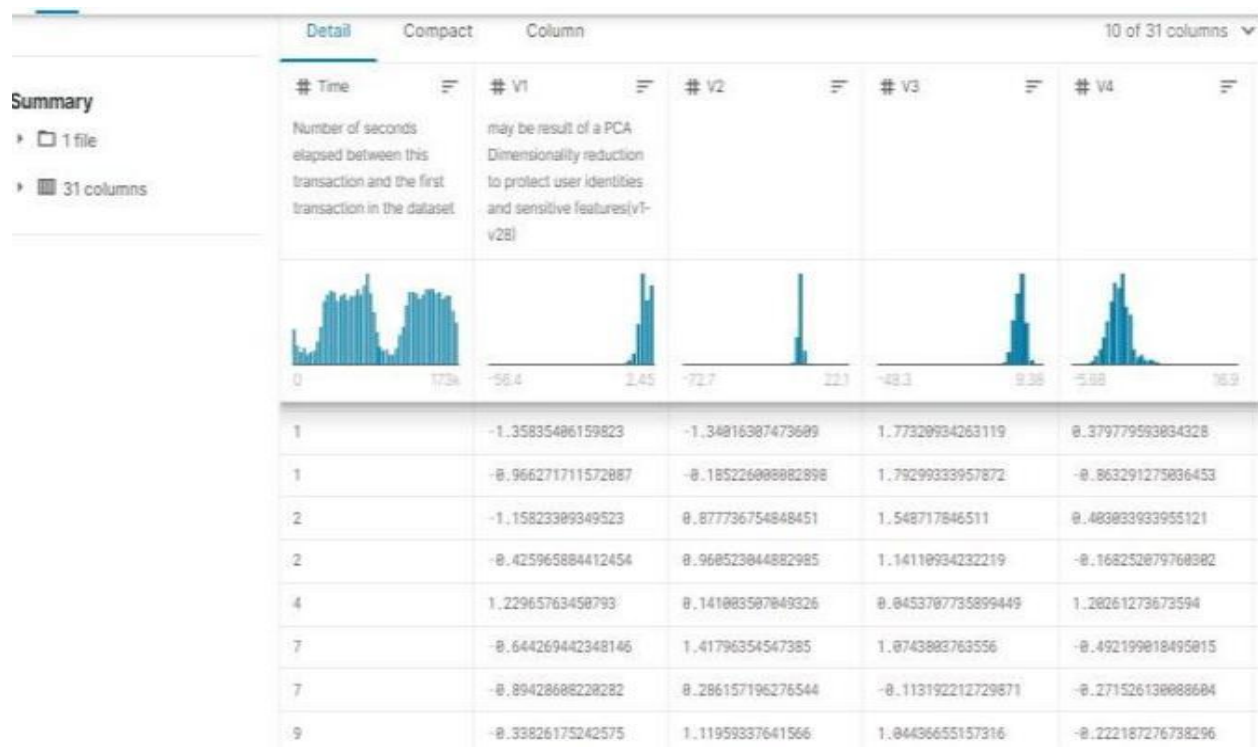 Detail Compact Column 10 of 31 columns
Summary
1 file
31 columns
# Time # V1 # V2 # V3 # V4
Number of seconds
elapsed between this
transaction and the first
transaction in the dataset
may be result of a PCA
Dimensionality reduction
to protect user identities
and sensitive features(v1-
v28)
0 173k -56.4 2.45 -72.7 22.1 -48.3 9.38 -5.68 16.9
1 -1.35835406159823 -1.34016307473609 1.77320934263119 0.379779593034328
1 -0.966271711572087 -0.185226008082898 1.79299333957872 -0.863291275036453
2 -1.15823309349523 0.877736754848451 1.548717846511 0.403033933955121
2 -0.425965884412454 0.960523044882985 1.14110934232219 -0.168252079760302
4 1.22965763450793 0.141003507049326 0.0453707735899449 1.20261273673594
7 -0.644269442348146 1.41796354547385 1.0743803763556 -0.492199018495015
7 -0.89428608220282 0.286157196276544 -0.113192212729871 -0.271526130088604
9 -0.33826175242575 1.11959337641566 1.04436655157316 -0.222187276738296